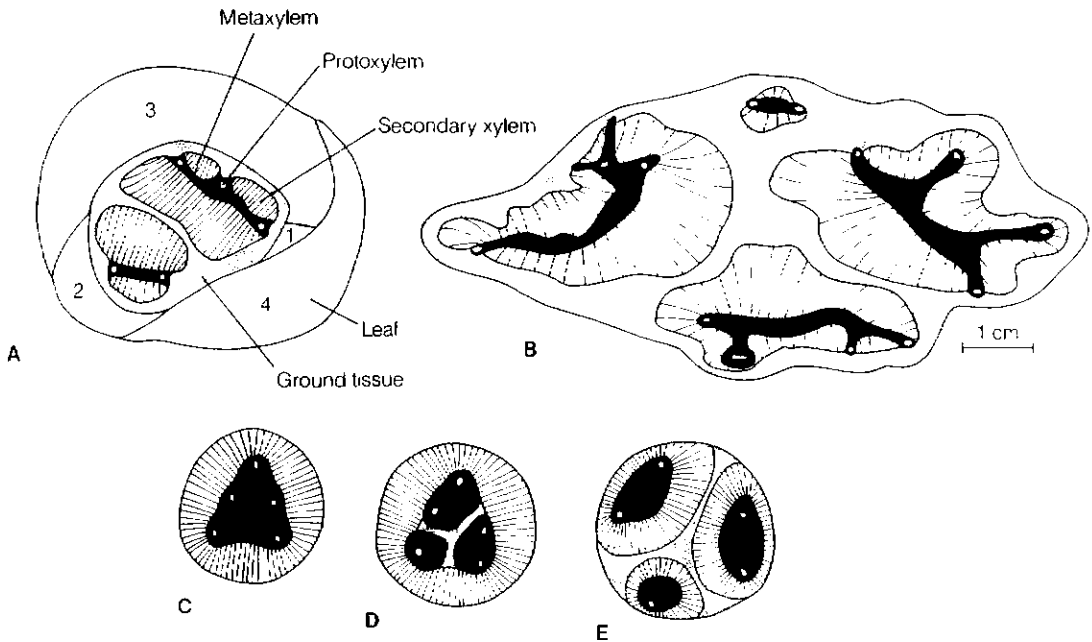 Metaxylem
Protoxylem
3
Secondary xylem
1
2
4
Leaf
A
B
1 cm
Ground tissue
C
D
E